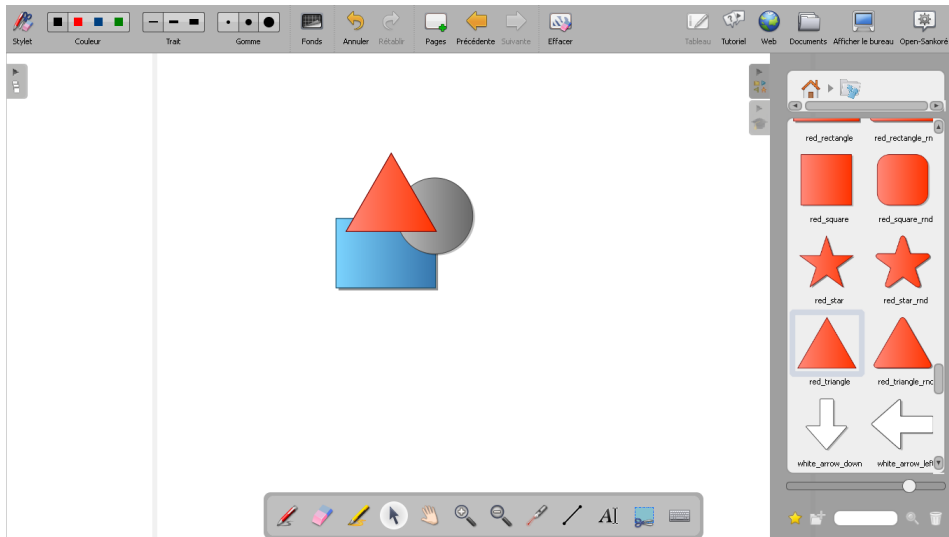 Stylet Couleur Trait Gomme Fonds Annuler Rétablir Pages Précédente Suivante Effacer Tableau Tutoriel Web Documents Afficher le bureau Open-Sankoré
red_rectangle red_rectangle_rn
red_square red_square_rnd
red_star red_star_rnd
red_triangle red_triangle_rnd
white_arrow_down white_arrow_left
AI